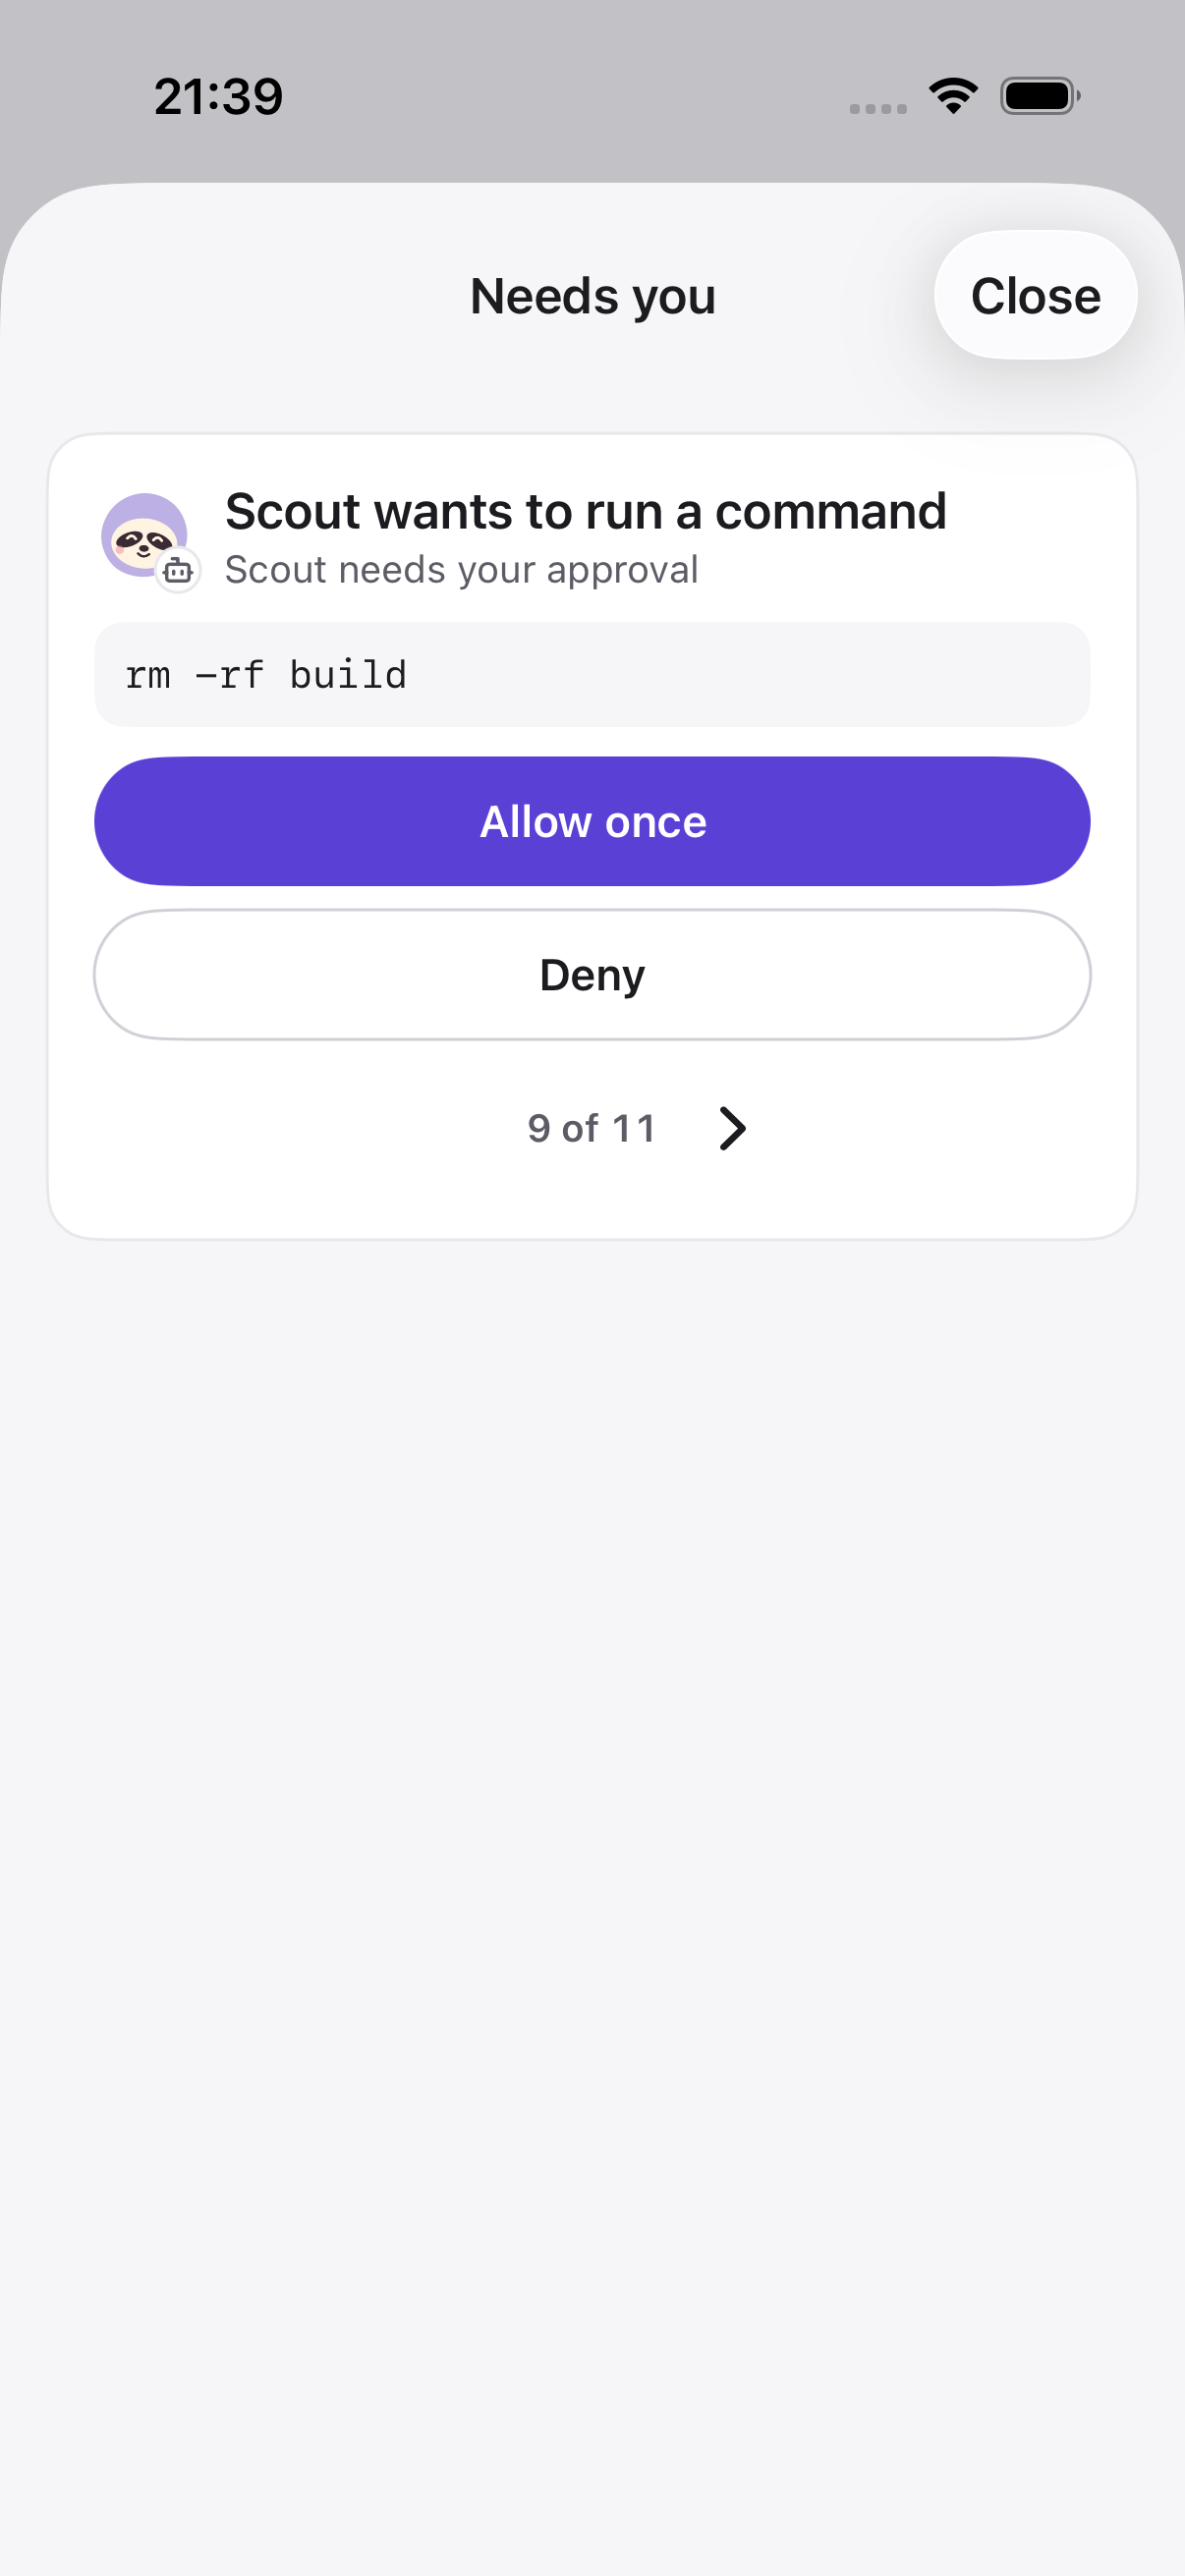 21:39
Needs you
Close
Scout wants to run a command
Scout needs your approval
rm -rf build
Allow once
Deny
9 of 11